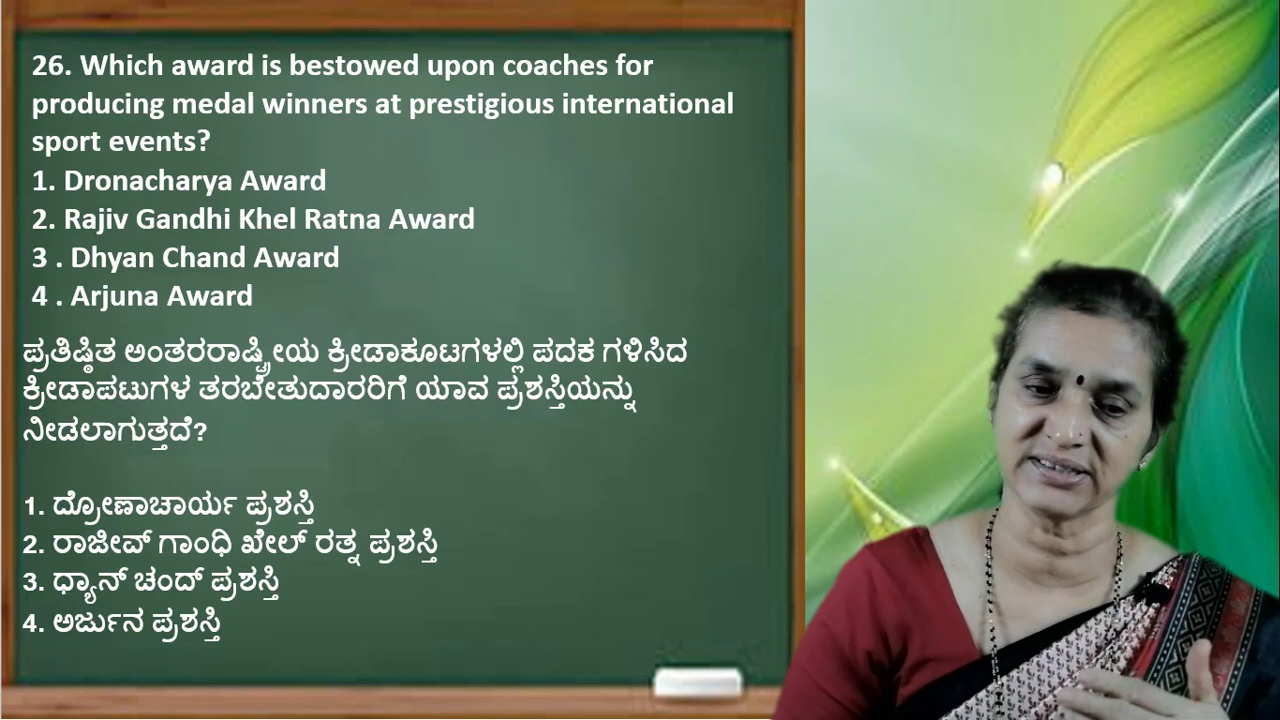 26. Which award is bestowed upon coaches for
producing medal winners at prestigious international
sport events?
1. Dronacharya Award
2. Rajiv Gandhi Khel Ratna Award
3 . Dhyan Chand Award
4 . Arjuna Award
ಪ್ರತಿಷ್ಠಿತ ಅಂತರರಾಷ್ಟ್ರೀಯ ಕ್ರೀಡಾಕೂಟಗಳಲ್ಲಿ ಪದಕ ಗಳಿಸಿದ
ಕ್ರೀಡಾಪಟುಗಳ ತರಬೇತುದಾರರಿಗೆ ಯಾವ ಪ್ರಶಸ್ತಿಯನ್ನು
ನೀಡಲಾಗುತ್ತದೆ?
1. ದ್ರೋಣಾಚಾರ್ಯ ಪ್ರಶಸ್ತಿ
2. ರಾಜೀವ್ ಗಾಂಧಿ ಖೇಲ್ ರತ್ನ ಪ್ರಶಸ್ತಿ
3. ಧ್ಯಾನ್ ಚಂದ್ ಪ್ರಶಸ್ತಿ
4. ಅರ್ಜುನ ಪ್ರಶಸ್ತಿ